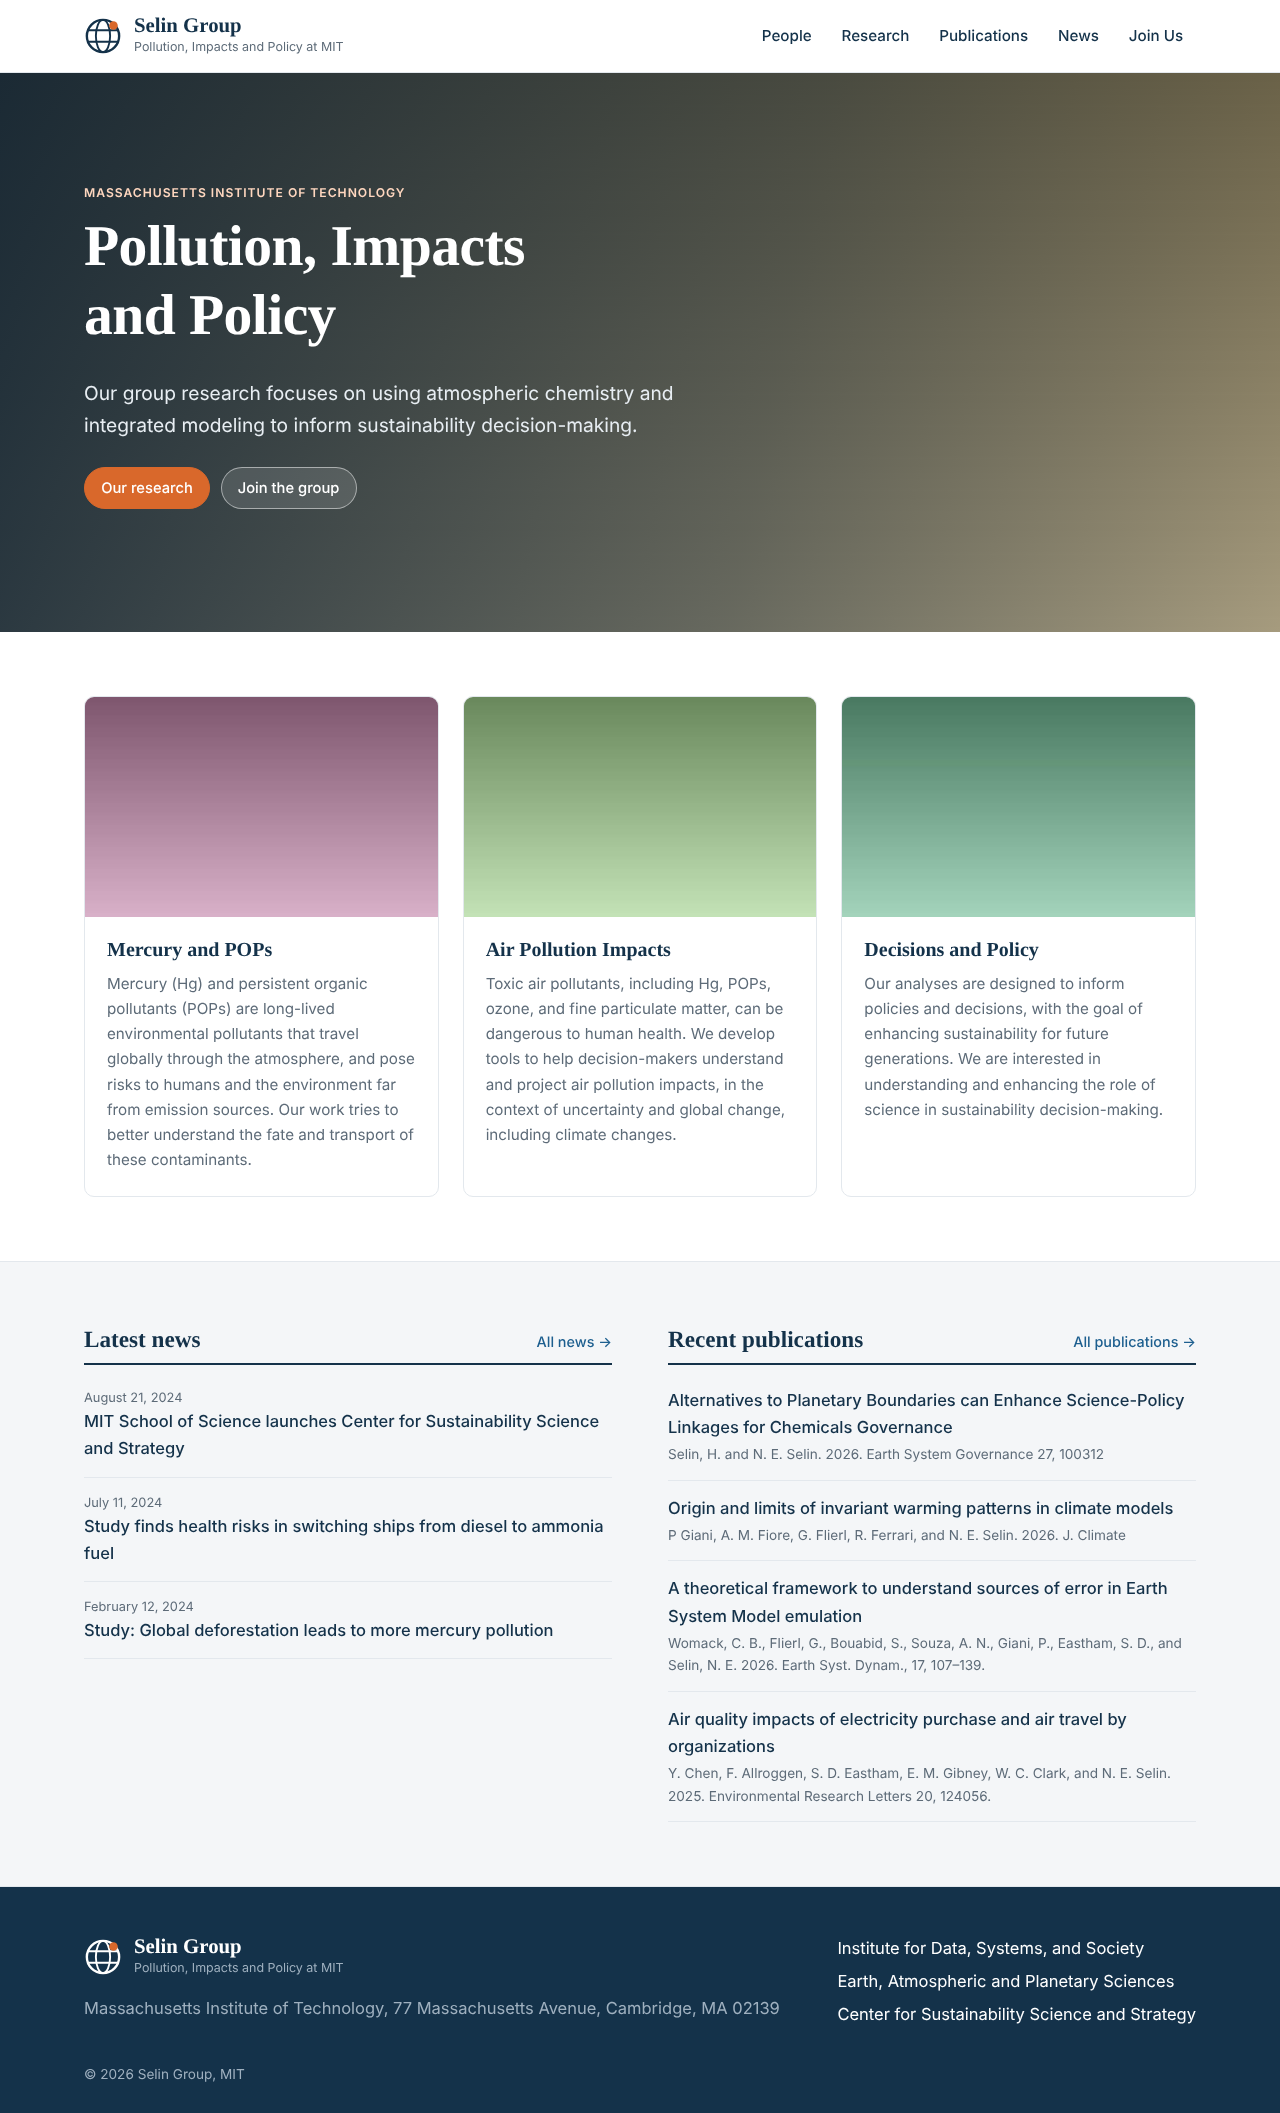 Selin Group
Pollution, Impacts and Policy at MIT
People
Research
Publications
News
Join Us
MASSACHUSETTS INSTITUTE OF TECHNOLOGY
Pollution, Impacts
and Policy
Our group research focuses on using atmospheric chemistry and
integrated modeling to inform sustainability decision-making.
Our research
Join the group
Mercury and POPs
Mercury (Hg) and persistent organic
pollutants (POPs) are long-lived
environmental pollutants that travel
globally through the atmosphere, and pose
risks to humans and the environment far
from emission sources. Our work tries to
better understand the fate and transport of
these contaminants.
Air Pollution Impacts
Toxic air pollutants, including Hg, POPs,
ozone, and fine particulate matter, can be
dangerous to human health. We develop
tools to help decision-makers understand
and project air pollution impacts, in the
context of uncertainty and global change,
including climate changes.
Decisions and Policy
Our analyses are designed to inform
policies and decisions, with the goal of
enhancing sustainability for future
generations. We are interested in
understanding and enhancing the role of
science in sustainability decision-making.
Latest news
All news →
August 21, 2024
MIT School of Science launches Center for Sustainability Science
and Strategy
July 11, 2024
Study finds health risks in switching ships from diesel to ammonia
fuel
February 12, 2024
Study: Global deforestation leads to more mercury pollution
Recent publications
All publications →
Alternatives to Planetary Boundaries can Enhance Science-Policy
Linkages for Chemicals Governance
Selin, H. and N. E. Selin. 2026. Earth System Governance 27, 100312
Origin and limits of invariant warming patterns in climate models
P Giani, A. M. Fiore, G. Flierl, R. Ferrari, and N. E. Selin. 2026. J. Climate
A theoretical framework to understand sources of error in Earth
System Model emulation
Womack, C. B., Flierl, G., Bouabid, S., Souza, A. N., Giani, P., Eastham, S. D., and
Selin, N. E. 2026. Earth Syst. Dynam., 17, 107–139.
Air quality impacts of electricity purchase and air travel by
organizations
Y. Chen, F. Allroggen, S. D. Eastham, E. M. Gibney, W. C. Clark, and N. E. Selin.
2025. Environmental Research Letters 20, 124056.
Selin Group
Pollution, Impacts and Policy at MIT
Massachusetts Institute of Technology, 77 Massachusetts Avenue, Cambridge, MA 02139
Institute for Data, Systems, and Society
Earth, Atmospheric and Planetary Sciences
Center for Sustainability Science and Strategy
© 2026 Selin Group, MIT